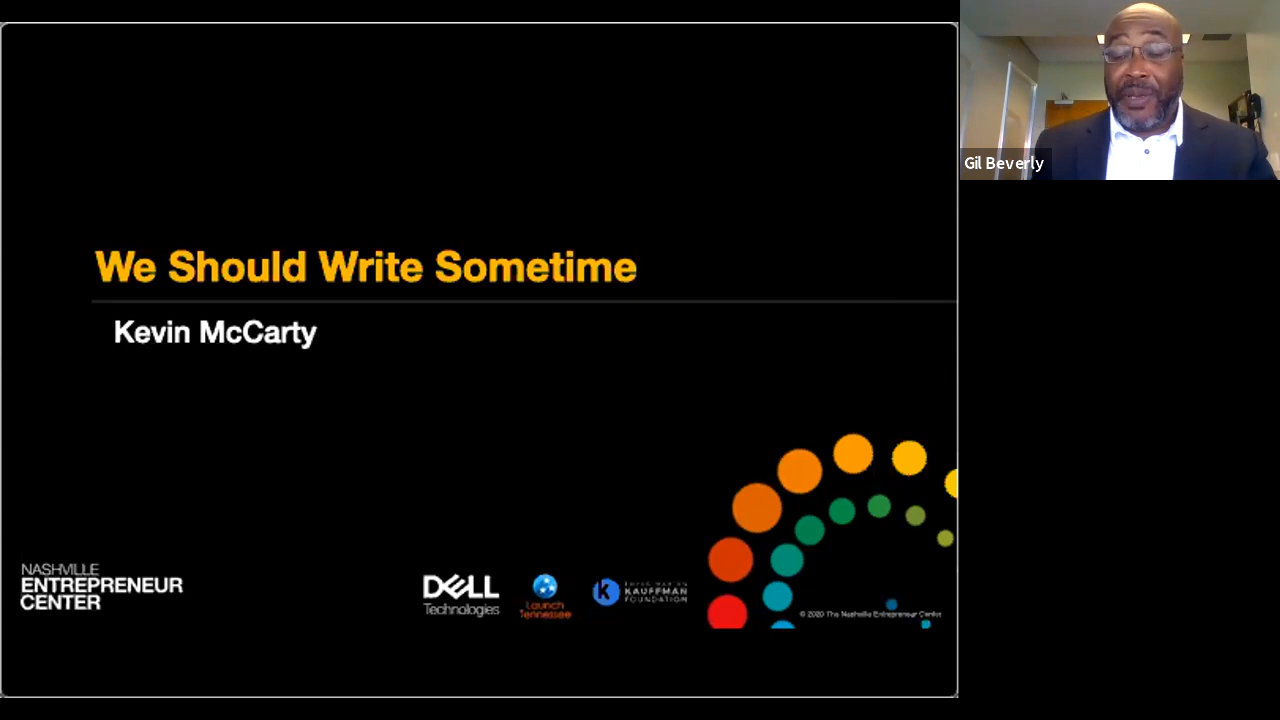 We Should Write Sometime
Kevin McCarty
Gil Beverly
NASHVILLE
ENTREPRENEUR
CENTER
DELL
Technologies
Launch
Tennessee
K
KAUFFMAN
FOUNDATION
© 2020 The Nashville Entrepreneur Center